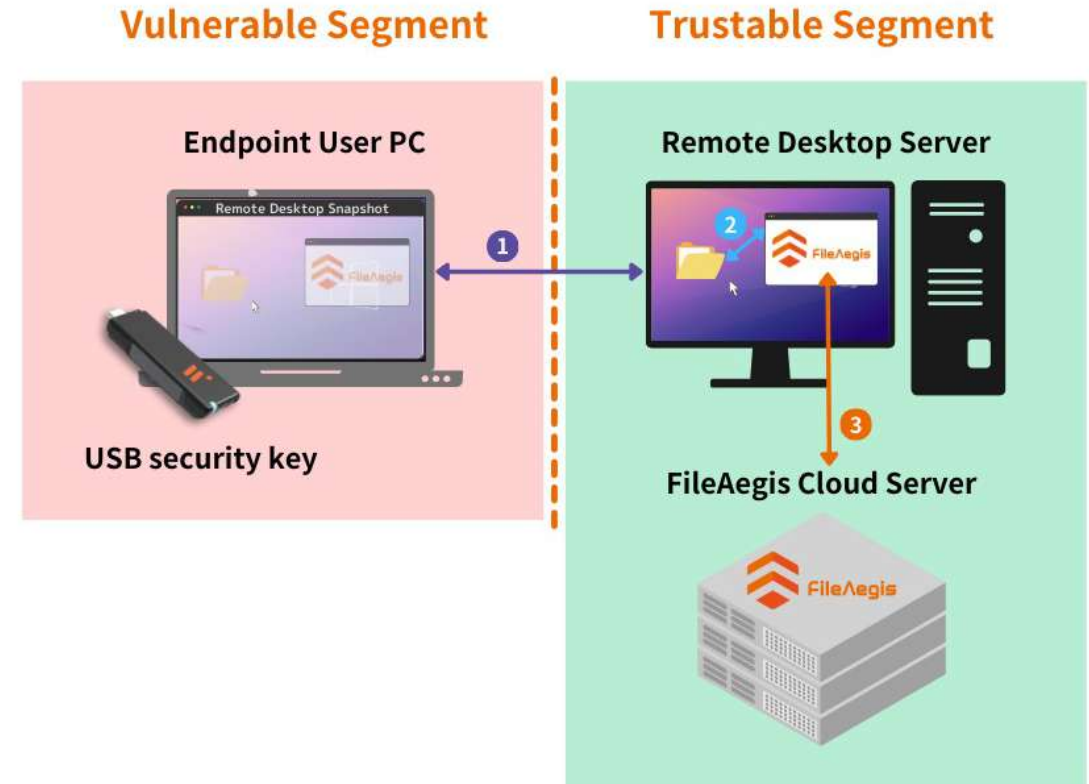 Vulnerable Segment
Trustable Segment
Endpoint User PC
Remote Desktop Server
Remote Desktop Snapshot
FileAegis
1
2
FileAegis
3
USB security key
FileAegis Cloud Server
FileAegis